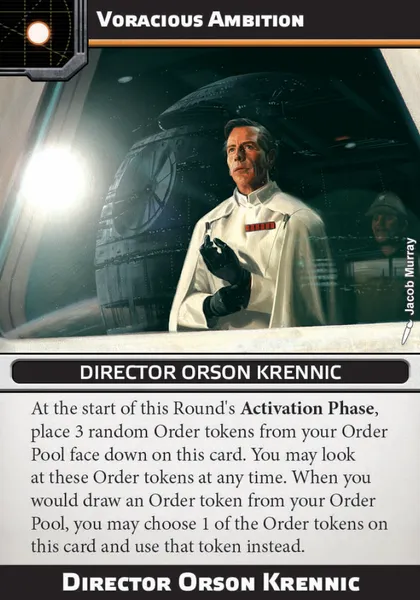 Voracious Ambition
Jacob Murray
DIRECTOR ORSON KRENNIC
At the start of this Round's Activation Phase,
place 3 random Order tokens from your Order
Pool face down on this card. You may look
at these Order tokens at any time. When you
would draw an Order token from your Order
Pool, you may choose 1 of the Order tokens on
this card and use that token instead.
Director Orson Krennic